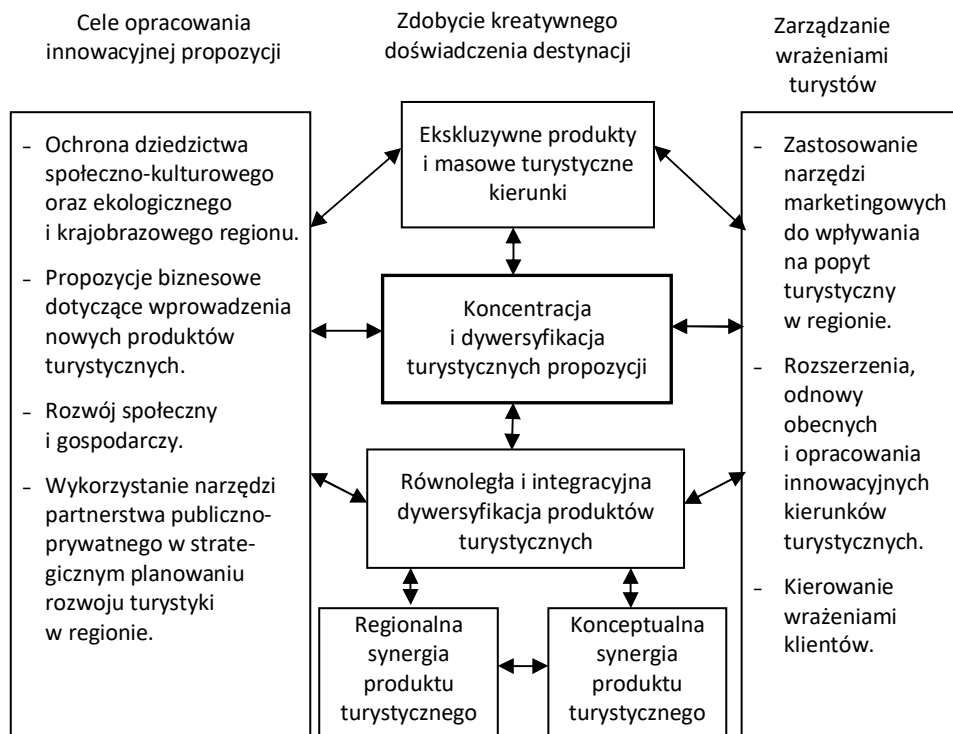 Cele opracowania
innowacyjnej propozycji
Zdobycie kreatywnego
doświadczenia destynacji
Zarządzanie
wrażeniami
turystów
- Ochrona dziedzictwa
społeczno-kulturowego
oraz ekologicznego
i krajobrazowego regionu.
- Propozycje biznesowe
dotyczące wprowadzenia
nowych produktów
turystycznych.
- Rozwój społeczny
i gospodarczy.
- Wykorzystanie narzędzi
partnerstwa publiczno-
prywatnego w strate-
gicznym planowaniu
rozwoju turystyki
w regionie.
Ekskluzywne produkty
i masowe turystyczne
kierunki
Koncentracja
i dywersyfikacja
turystycznych propozycji
Równoległa i integracyjna
dywersyfikacja produktów
turystycznych
Regionalna
synergia
produktu
turystycznego
Konceptualna
synergia
produktu
turystycznego
- Zastosowanie
narzędzi
marketingowych
do wpływania
na popyt
turystyczny
w regionie.
- Rozszerzenia,
odnowy
obecnych
i opracowania
innowacyjnych
kierunków
turystycznych.
- Kierowanie
wrażeniami
klientów.